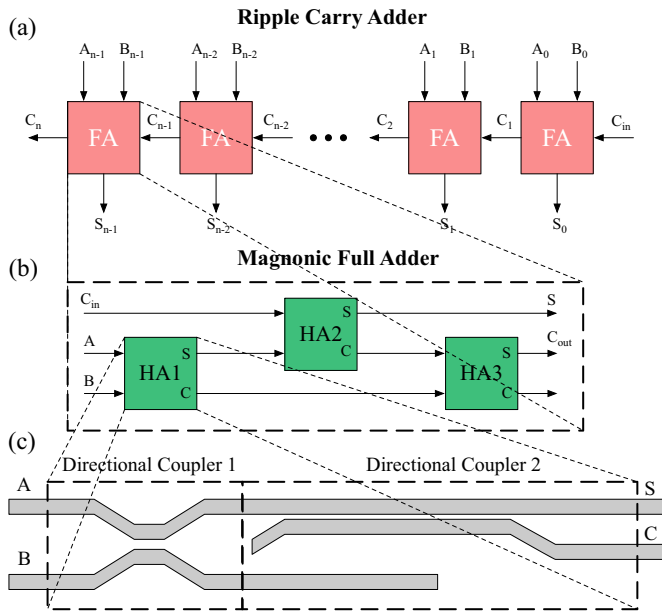 Ripple Carry Adder
(a)
Aₙ₋₁ Bₙ₋₁ Aₙ₋₂ Bₙ₋₂ A₁ B₁ A₀ B₀
Cₙ FA Cₙ₋₁ FA Cₙ₋₂ ••• C₂ FA C₁ FA Cᵢₙ
Sₙ₋₁ Sₙ₋₂ S₁ S₀
(b) Magnonic Full Adder
Cᵢₙ S S
HA2
A S C S C_out
HA1 HA3
B C C
(c)
Directional Coupler 1 Directional Coupler 2
A S
C
B